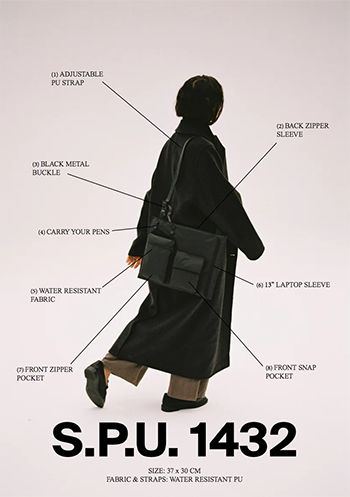 (1) ADJUSTABLE
PU STRAP
(2) BACK ZIPPER
SLEEVE
(3) BLACK METAL
BUCKLE
(4) CARRY YOUR PENS
(5) WATER RESISTANT
FABRIC
(6) 13" LAPTOP SLEEVE
(7) FRONT ZIPPER
POCKET
(8) FRONT SNAP
POCKET
S.P.U. 1432
SIZE: 37 x 30 CM
FABRIC & STRAPS: WATER RESISTANT PU